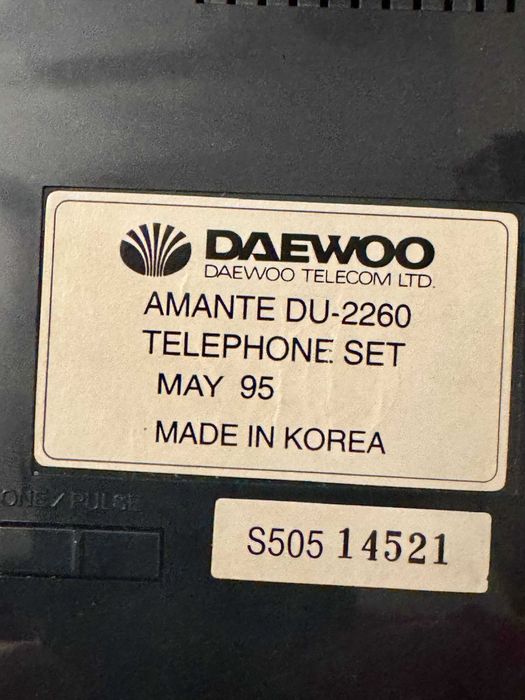 DAEWOO
DAEWOO TELECOM LTD.
AMANTE DU-2260
TELEPHONE SET
MAY 95
MADE IN KOREA
ONE/PULSE
S505 14521